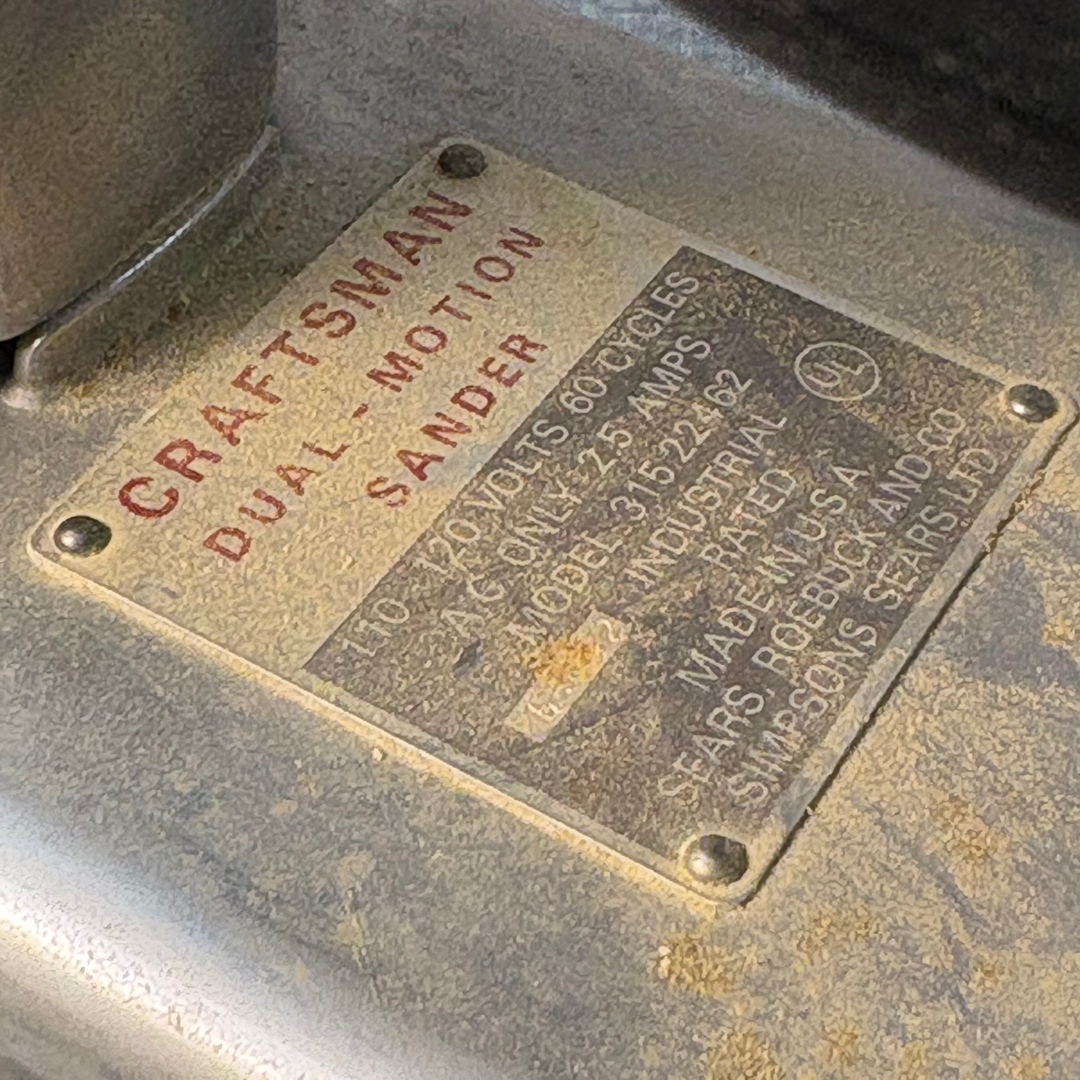 CRAFTSMAN
DUAL-MOTION
SANDER
110 120 VOLTS 60 CYCLES
A.C. ONLY 2.5 AMPS
MODEL 315.22462
INDUSTRIAL
RATED
UL
MADE IN U.S.A.
SEARS, ROEBUCK AND CO
SIMPSONS SEARS LTD